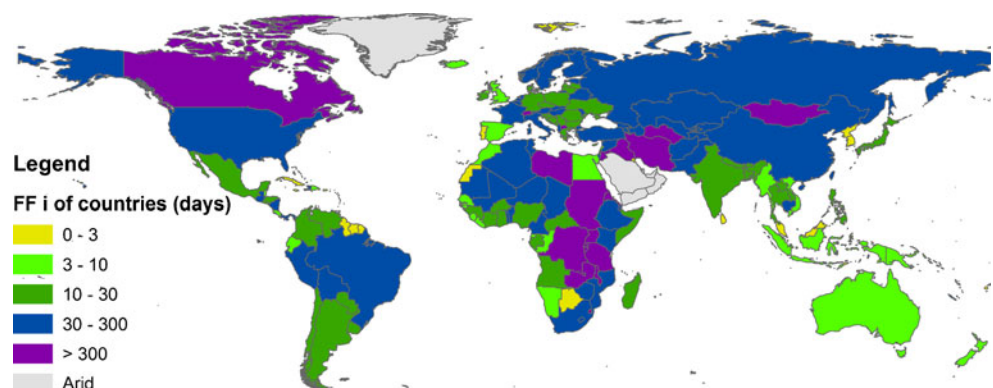 Legend
FF i of countries (days)
0 - 3
3 - 10
10 - 30
30 - 300
> 300
Arid